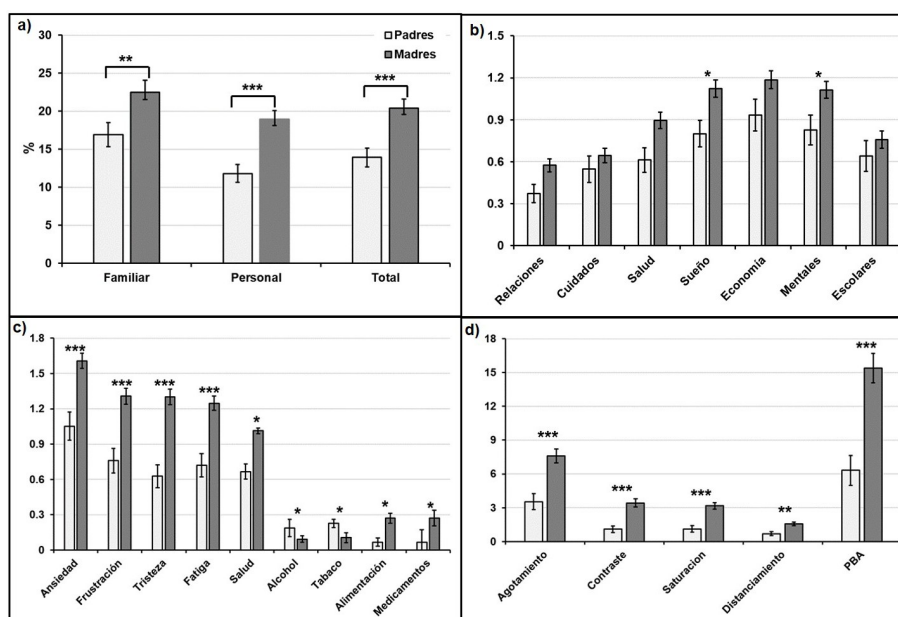 a)
Padres
Madres
**
***
***
%
30
25
20
15
10
5
0
Familiar Personal Total
b)
1.5
1.2
0.9
0.6
0.3
0
*
*
Relaciones
Cuidados
Salud
Sueño
Economía
Mentales
Escolares
c)
1.8
1.5
1.2
0.9
0.6
0.3
0
***
***
***
***
*
*
*
*
*
Ansiedad
Frustración
Tristeza
Fatiga
Salud
Alcohol
Tabaco
Alimentación
Medicamentos
d)
18
15
12
9
6
3
0
***
***
***
**
***
Agotamiento
Contraste
Saturacion
Distanciamiento
PBA